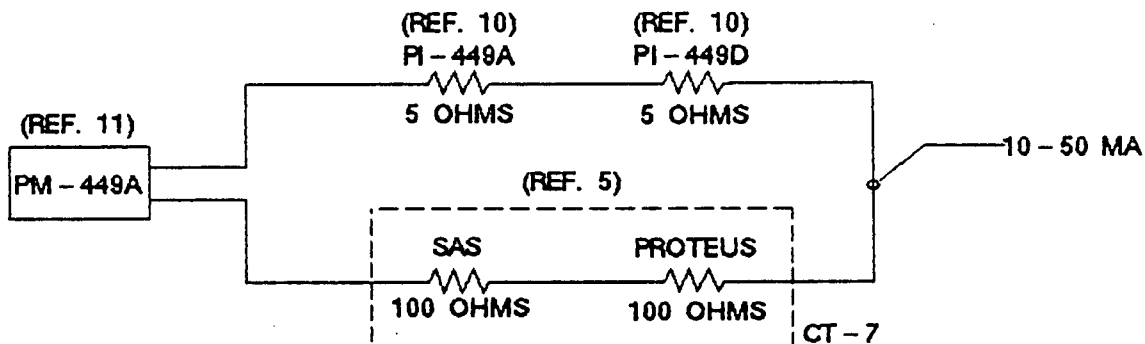 (REF. 10) (REF. 10)
PI-449A PI-449D
5 OHMS 5 OHMS
(REF. 11)
PM-449A
10-50 MA
(REF. 5)
SAS PROTEUS
100 OHMS 100 OHMS
CT-7